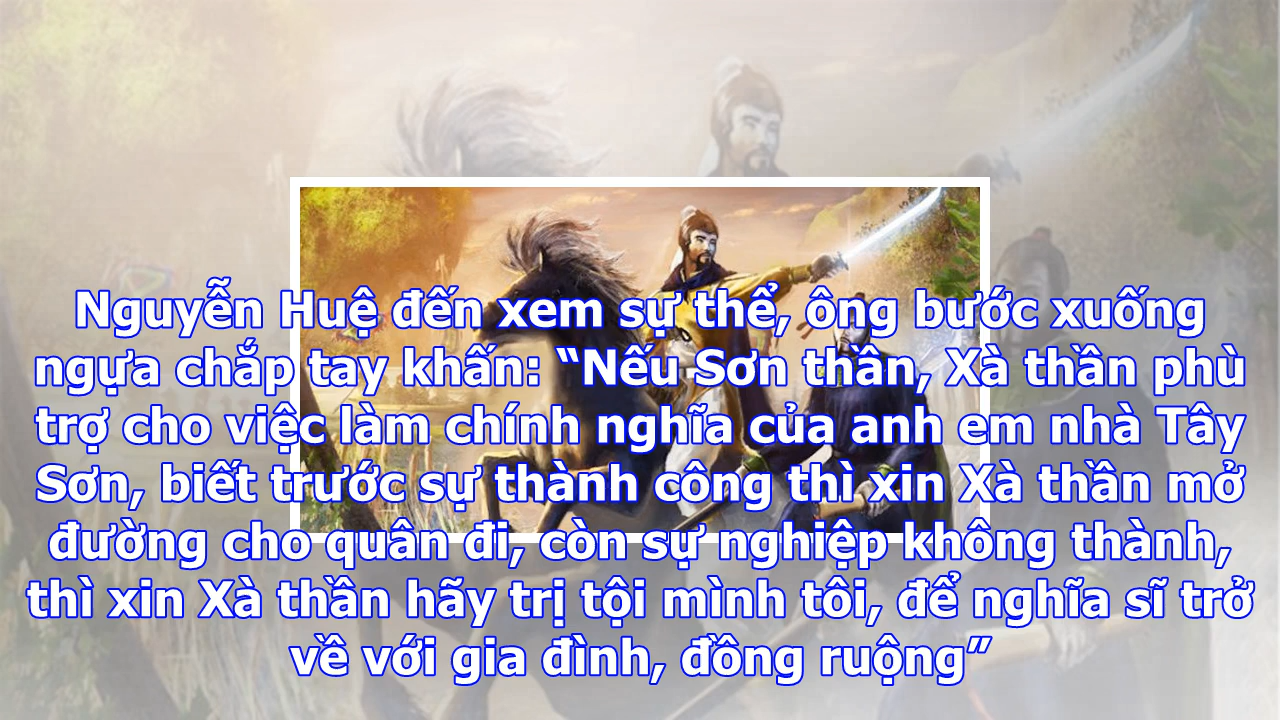 Nguyễn Huệ đến xem sự thể, ông bước xuống
ngựa chắp tay khấn: “Nếu Sơn thần, Xà thần phù
trợ cho việc làm chính nghĩa của anh em nhà Tây
Sơn, biết trước sự thành công thì xin Xà thần mở
đường cho quân đi, còn sự nghiệp không thành,
thì xin Xà thần hãy trị tội mình tôi, để nghĩa sĩ trở
về với gia đình, đồng ruộng”